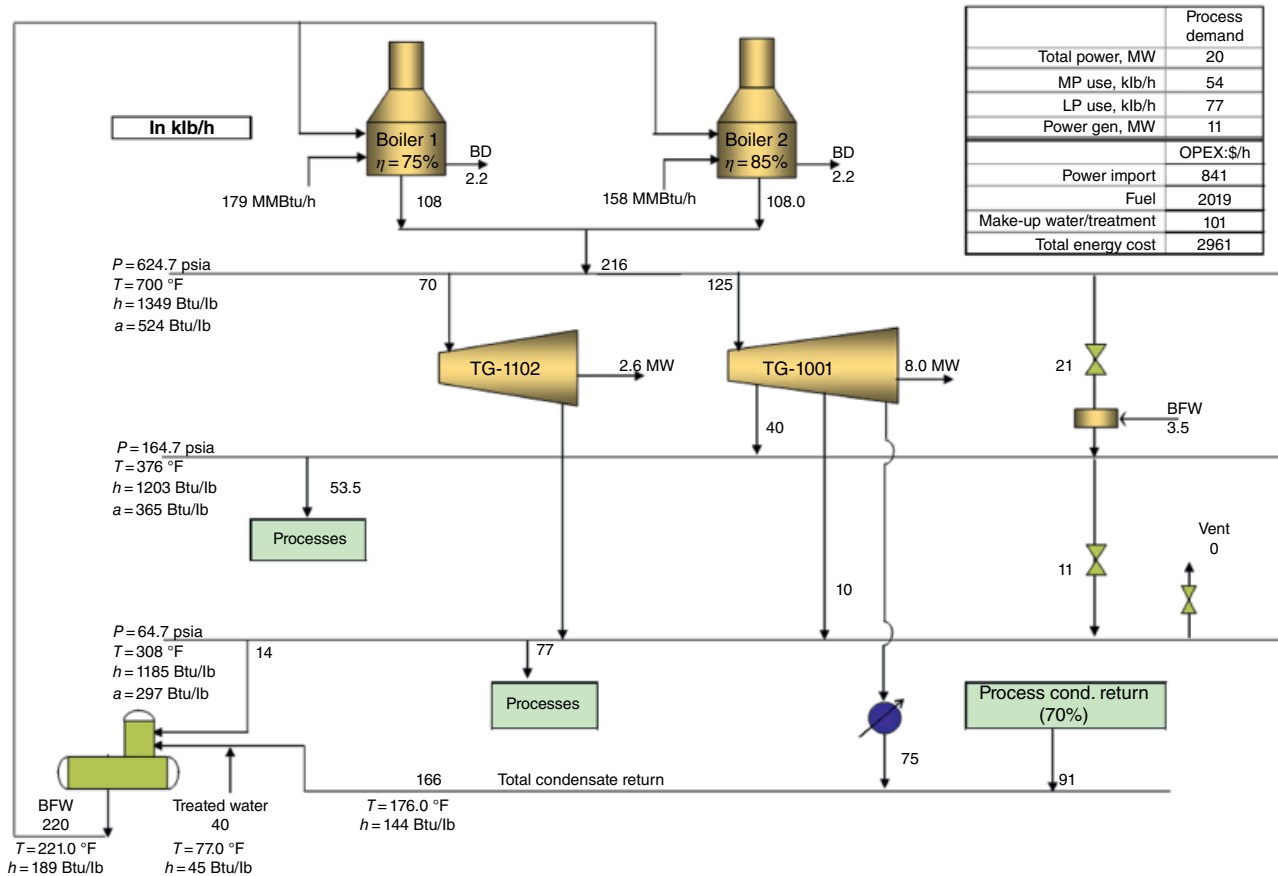 In klb/h
Boiler 1
η = 75%
BD
2.2
179 MMBtu/h
108
Boiler 2
η = 85%
BD
2.2
158 MMBtu/h
108.0
Process
demand
Total power, MW 20
MP use, klb/h 54
LP use, klb/h 77
Power gen, MW 11
OPEX:$/h
Power import 841
Fuel 2019
Make-up water/treatment 101
Total energy cost 2961
P = 624.7 psia
T = 700 °F
h = 1349 Btu/lb
a = 524 Btu/lb
216
70
125
TG-1102
2.6 MW
TG-1001
8.0 MW
21
BFW
3.5
40
P = 164.7 psia
T = 376 °F
h = 1203 Btu/lb
a = 365 Btu/lb
53.5
Processes
10
11
Vent
0
P = 64.7 psia
T = 308 °F
h = 1185 Btu/lb
a = 297 Btu/lb
14
77
Processes
Process cond. return
(70%)
75
91
166 Total condensate return
T = 176.0 °F
h = 144 Btu/lb
BFW
220
T = 221.0 °F
h = 189 Btu/lb
Treated water
40
T = 77.0 °F
h = 45 Btu/lb